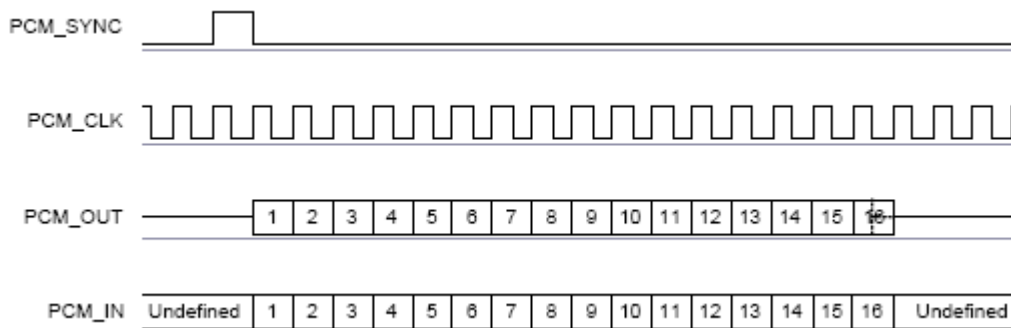 PCM_SYNC
PCM_CLK
PCM_OUT 1 2 3 4 5 6 7 8 9 10 11 12 13 14 15 16
PCM_IN Undefined 1 2 3 4 5 6 7 8 9 10 11 12 13 14 15 16 Undefined